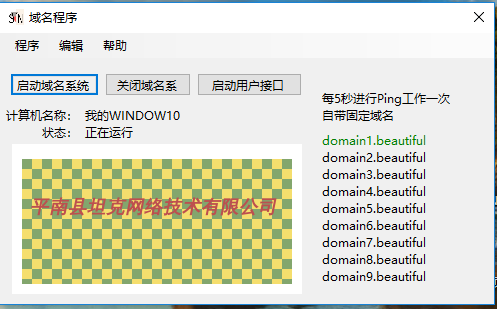 域名程序
程序 编辑 帮助
启动域名系统 关闭域名系 启动用户接口
计算机名称: 我的WINDOW10
状态: 正在运行
平南县坦克网络技术有限公司
每5秒进行Ping工作一次
自带固定域名
domain1.beautiful
domain2.beautiful
domain3.beautiful
domain4.beautiful
domain5.beautiful
domain6.beautiful
domain7.beautiful
domain8.beautiful
domain9.beautiful